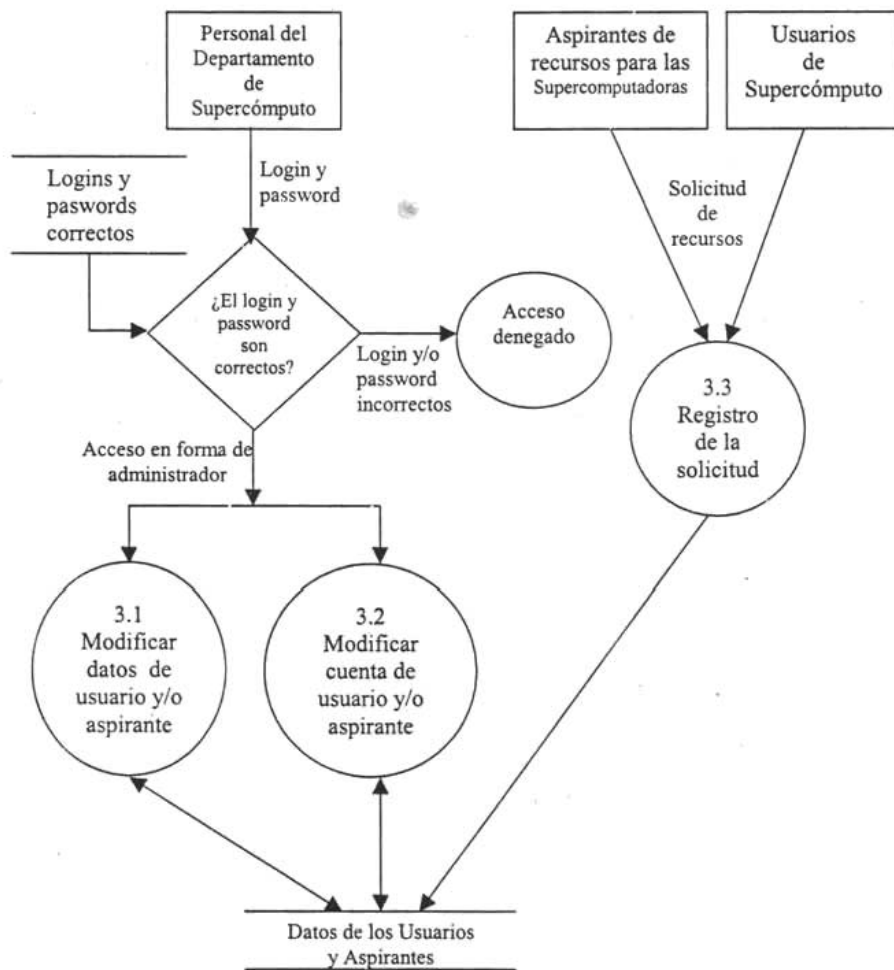 Personal del
Departamento
de
Supercómputo
Aspirantes de
recursos para las
Supercomputadoras
Usuarios
de
Supercómputo
Login y
password
Logins y
paswords
correctos
Solicitud
de
recursos
¿El login y
password
son
correctos?
Acceso
denegado
Login y/o
password
incorrectos
3.3
Registro
de la
solicitud
Acceso en forma de
administrador
3.1
Modificar
datos de
usuario y/o
aspirante
3.2
Modificar
cuenta de
usuario y/o
aspirante
Datos de los Usuarios
y Aspirantes